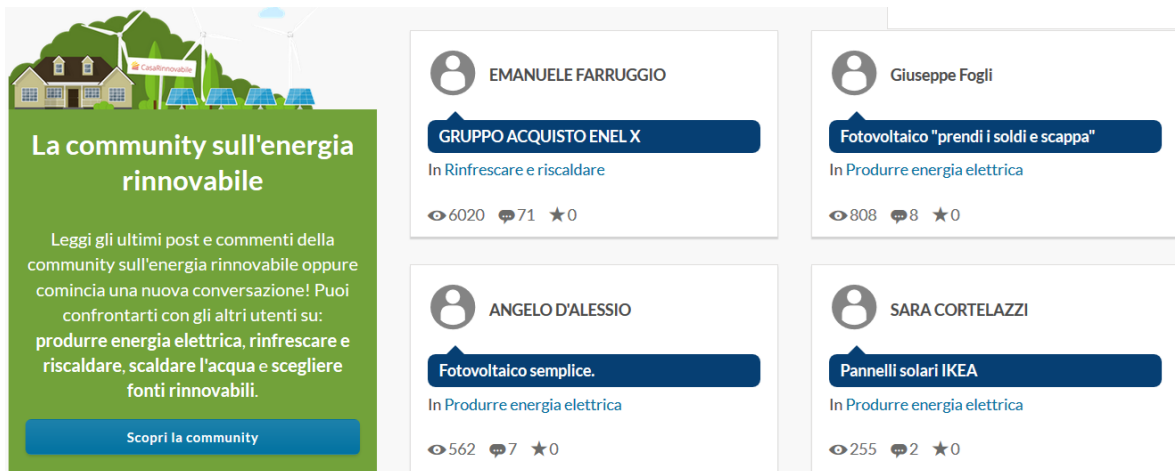 CasaRinnovabile
La community sull'energia
rinnovabile
Leggi gli ultimi post e commenti della
community sull'energia rinnovabile oppure
comincia una nuova conversazione! Puoi
confrontarti con gli altri utenti su:
produrre energia elettrica, rinfrescare e
riscaldare, scaldare l'acqua e scegliere
fonti rinnovabili.
Scopri la community
EMANUELE FARRUGGIO
GRUPPO ACQUISTO ENEL X
In Rinfrescare e riscaldare
6020 71 0
Giuseppe Fogli
Fotovoltaico "prendi i soldi e scappa"
In Produrre energia elettrica
808 8 0
ANGELO D'ALESSIO
Fotovoltaico semplice.
In Produrre energia elettrica
562 7 0
SARA CORTELAZZI
Pannelli solari IKEA
In Produrre energia elettrica
255 2 0